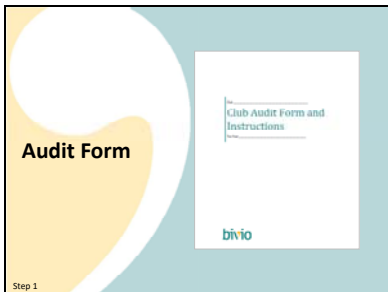 Club Audit Form and
Instructions
Audit Form
bivio
Step 1